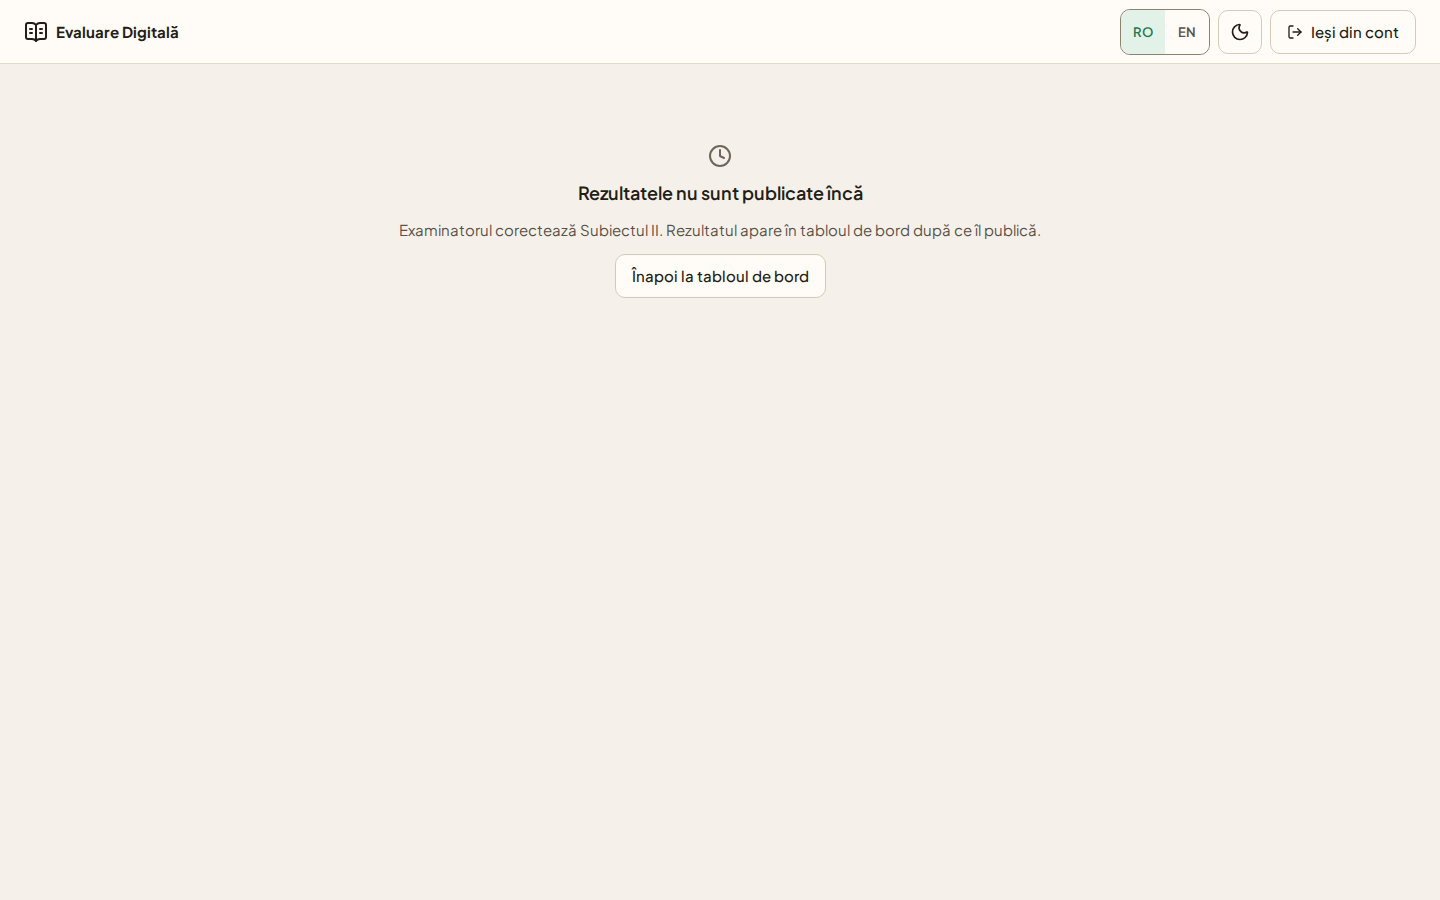 Evaluare Digitală
RO EN
Ieși din cont
Rezultatele nu sunt publicate încă
Examinatorul corectează Subiectul II. Rezultatul apare în tabloul de bord după ce îl publică.
Înapoi la tabloul de bord